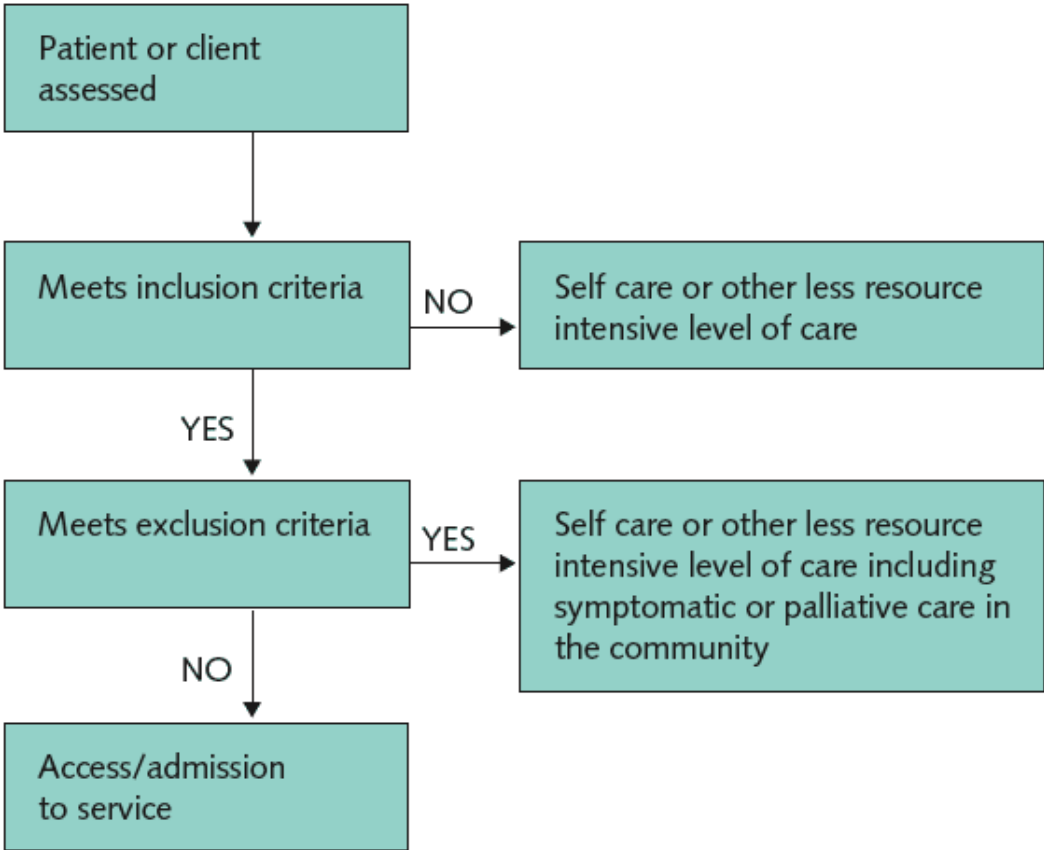 Patient or client
assessed
Meets inclusion criteria
NO
Self care or other less resource
intensive level of care
YES
Meets exclusion criteria
YES
Self care or other less resource
intensive level of care including
symptomatic or palliative care in
the community
NO
Access/admission
to service